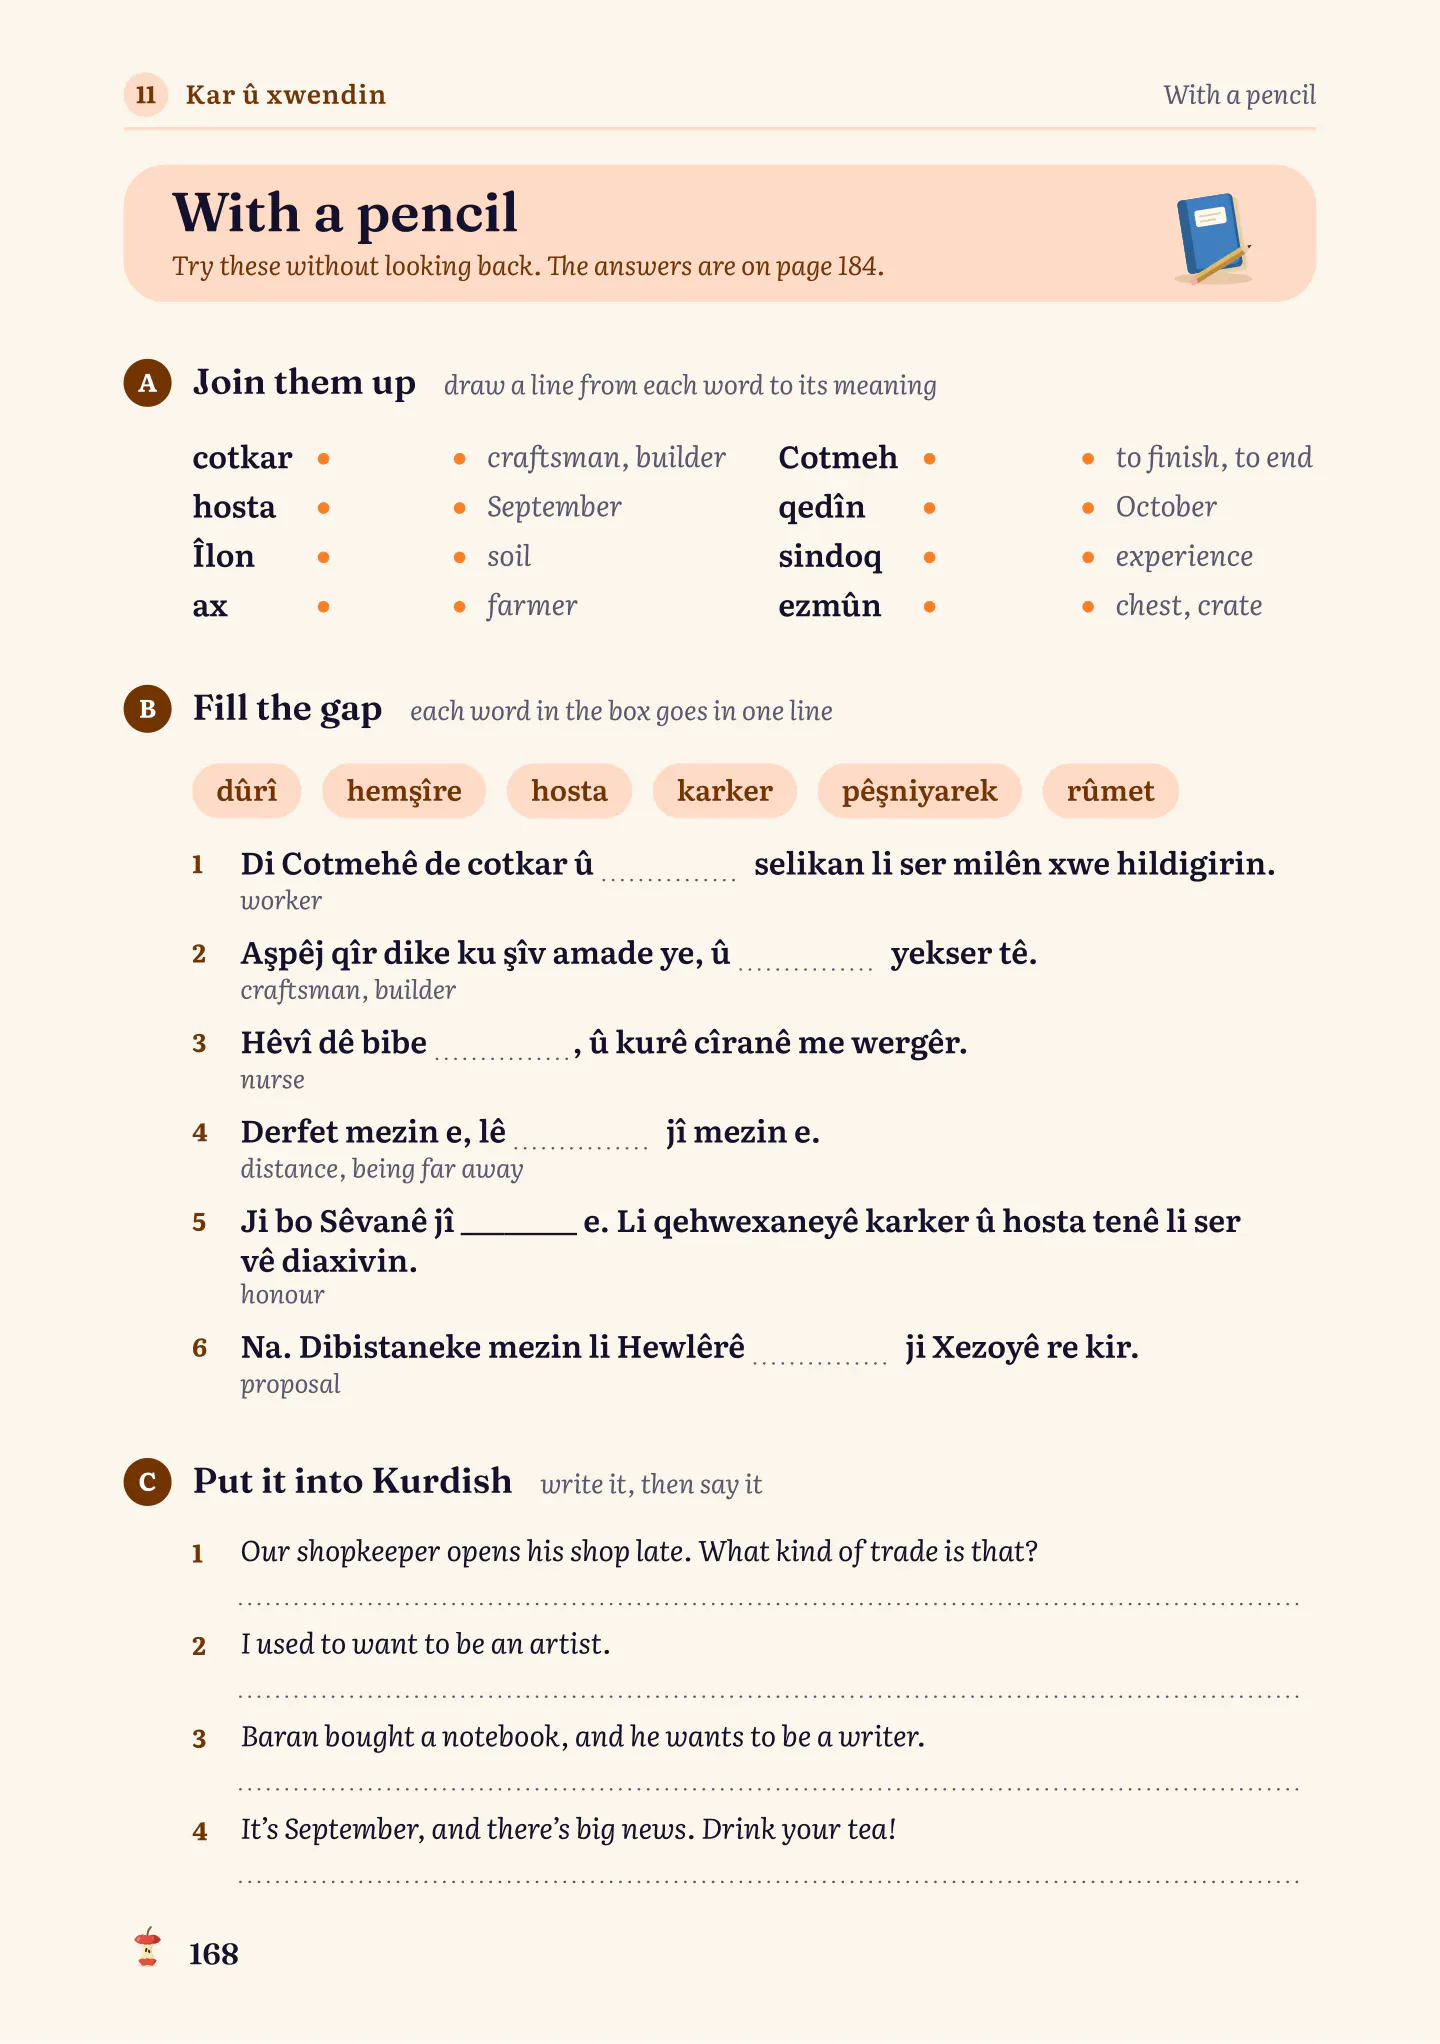 11 Kar û xwendin With a pencil
With a pencil
Try these without looking back. The answers are on page 184.
A Join them up draw a line from each word to its meaning
cotkar • • craftsman, builder Cotmeh • • to finish, to end
hosta • • September qedîn • • October
Îlon • • soil sindoq • • experience
ax • • farmer ezmûn • • chest, crate
B Fill the gap each word in the box goes in one line
dûrî hemşîre hosta karker pêşniyarek rûmet
1 Di Cotmehê de cotkar û ............... selikan li ser milên xwe hildigirin.
worker
2 Aşpêj qîr dike ku şîv amade ye, û ............... yekser tê.
craftsman, builder
3 Hêvî dê bibe ..............., û kurê cîranê me wergêr.
nurse
4 Derfet mezin e, lê ............... jî mezin e.
distance, being far away
5 Ji bo Sêvanê jî ________ e. Li qehwexaneyê karker û hosta tenê li ser
vê diaxivin.
honour
6 Na. Dibistaneke mezin li Hewlêrê ............... ji Xezoyê re kir.
proposal
C Put it into Kurdish write it, then say it
1 Our shopkeeper opens his shop late. What kind of trade is that?
2 I used to want to be an artist.
3 Baran bought a notebook, and he wants to be a writer.
4 It’s September, and there’s big news. Drink your tea!
168